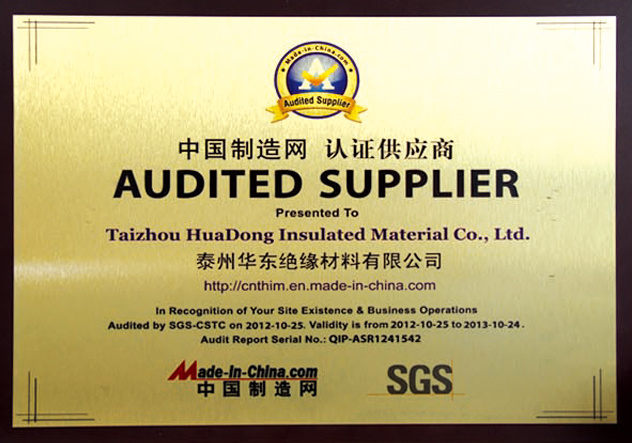 Made-in-China.com
Audited Supplier
中国制造网 认证供应商
AUDITED SUPPLIER
Presented To
Taizhou HuaDong Insulated Material Co., Ltd.
泰州华东绝缘材料有限公司
http://cnthim.en.made-in-china.com
In Recognition of Your Site Existence & Business Operations
Audited by SGS-CSTC on 2012-10-25. Validity is from 2012-10-25 to 2013-10-24.
Audit Report Serial No.: QIP-ASR1241542
Made-In-China.com
中国制造网
SGS